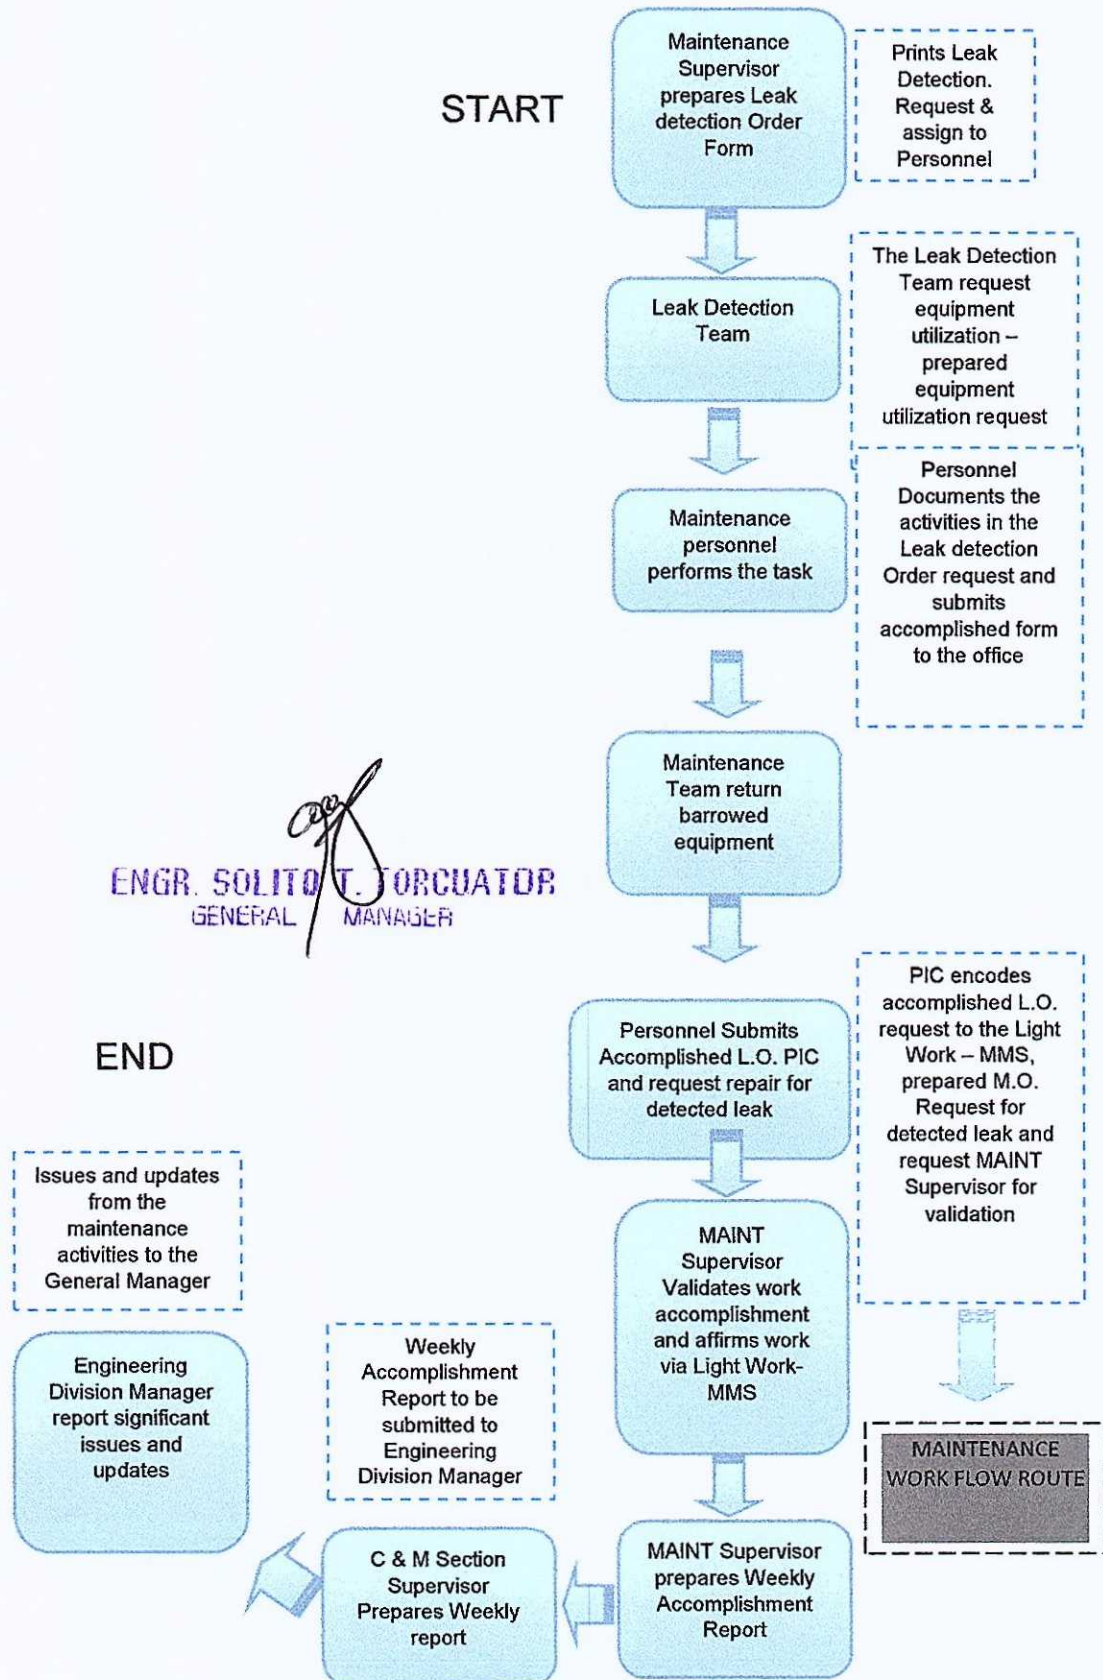 START
Maintenance
Supervisor
prepares Leak
detection Order
Form
Prints Leak
Detection.
Request &
assign to
Personnel
Leak Detection
Team
The Leak Detection
Team request
equipment
utilization –
prepared
equipment
utilization request
Maintenance
personnel
performs the task
Personnel
Documents the
activities in the
Leak detection
Order request and
submits
accomplished form
to the office
Maintenance
Team return
barrowed
equipment
ENGR. SOLITO T. TORCUATOR
GENERAL MANAGER
Personnel Submits
Accomplished L.O. PIC
and request repair for
detected leak
PIC encodes
accomplished L.O.
request to the Light
Work – MMS,
prepared M.O.
Request for
detected leak and
request MAINT
Supervisor for
validation
MAINT
Supervisor
Validates work
accomplishment
and affirms work
via Light Work-
MMS
MAINTENANCE
WORK FLOW ROUTE
MAINT Supervisor
prepares Weekly
Accomplishment
Report
Weekly
Accomplishment
Report to be
submitted to
Engineering
Division Manager
C & M Section
Supervisor
Prepares Weekly
report
END
Issues and updates
from the
maintenance
activities to the
General Manager
Engineering
Division Manager
report significant
issues and
updates